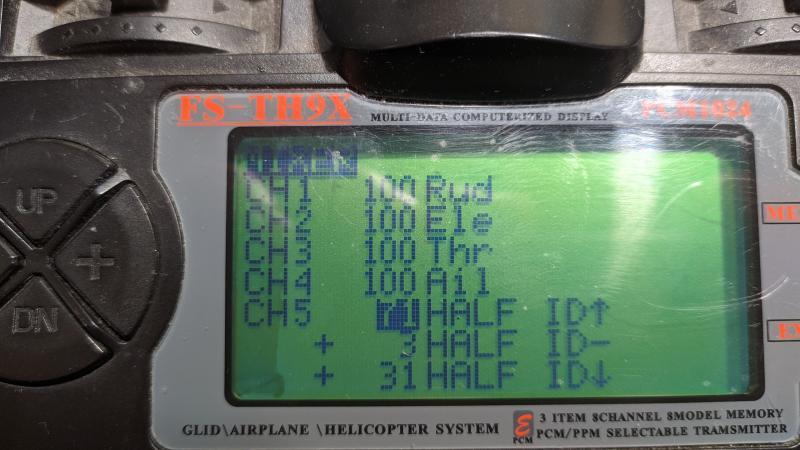 FS-TH9X MULTI-DATA COMPUTERIZED DISPLAY PCM1024
CH1 100 Rud
CH2 100 Ele
CH3 100 Thr
CH4 100 Ail
CH5 HALF ID↑
+ 3 HALF ID-
+ 31 HALF ID↓
UP
+
DN
GLID\AIRPLANE \HELICOPTER SYSTEM
3 ITEM 8CHANNEL 8MODEL MEMORY
PCM PCM/PPM SELECTABLE TRAMSMITTER